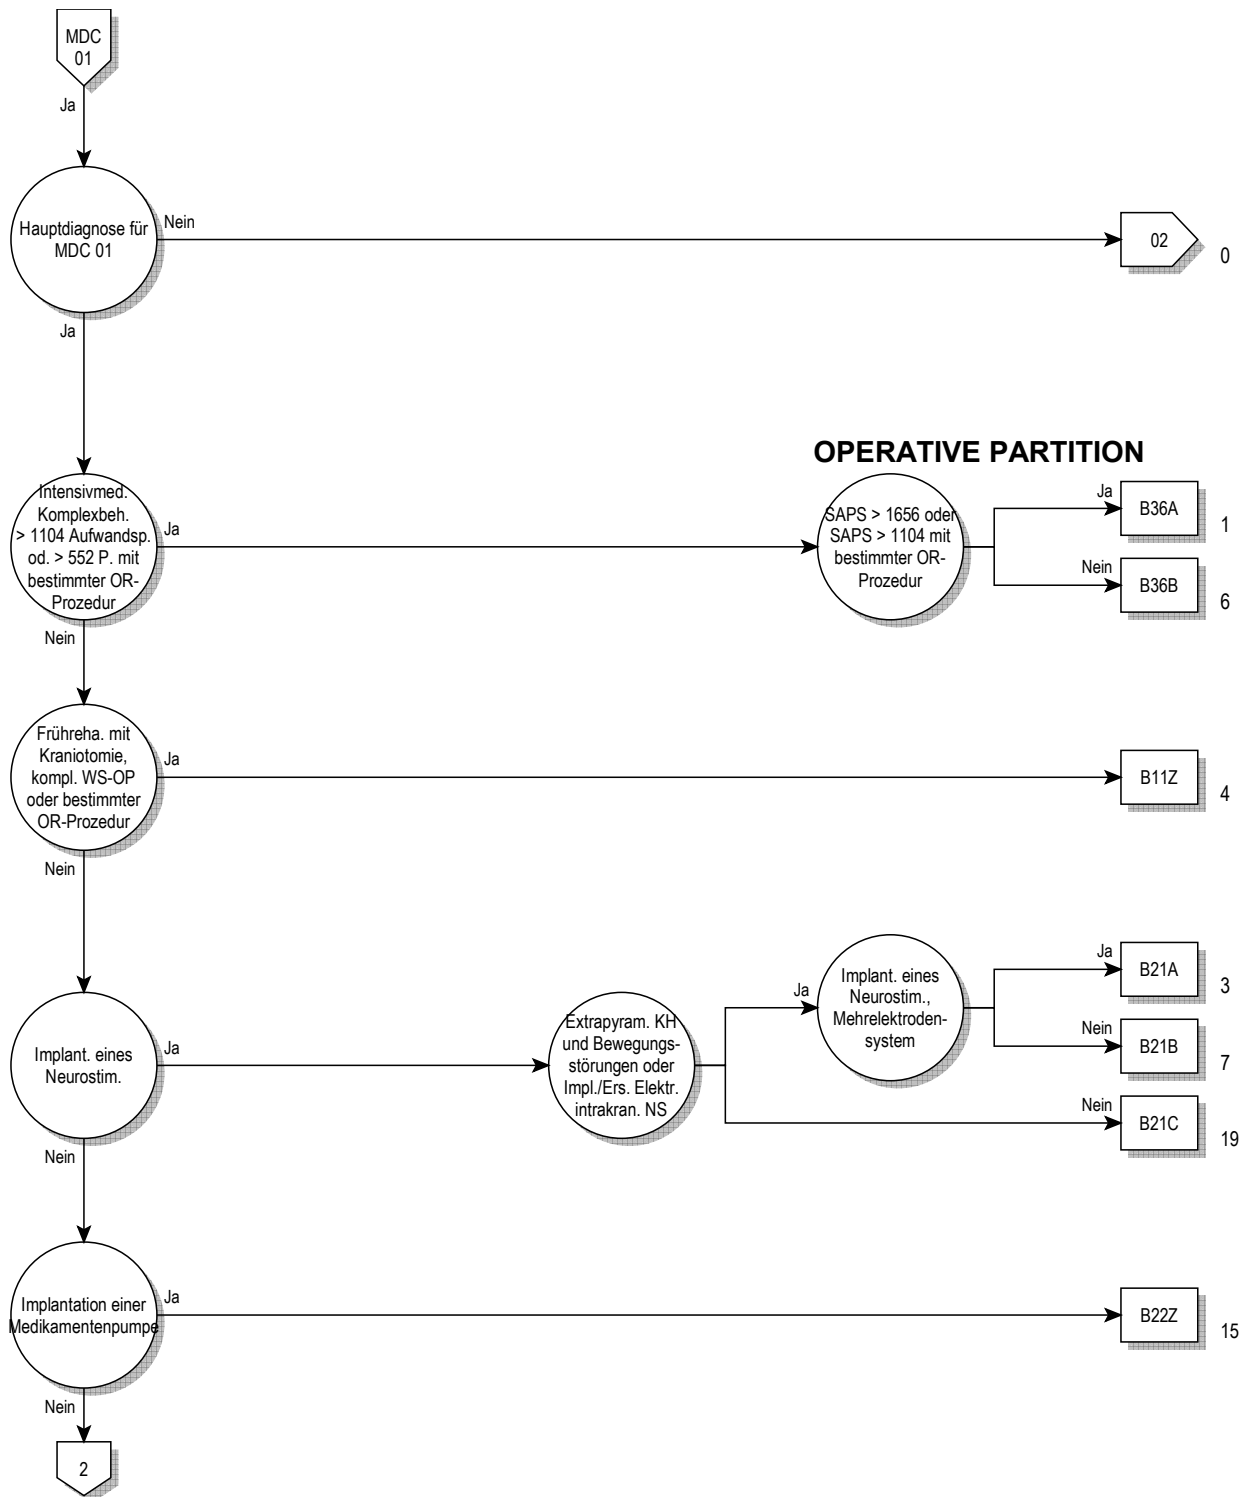 MDC
01
Ja
Hauptdiagnose für
MDC 01
Nein
02
0
Ja
OPERATIVE PARTITION
Intensivmed.
Komplexbeh.
> 1104 Aufwandsp.
od. > 552 P. mit
bestimmter OR-
Prozedur
Ja
SAPS > 1656 oder
SAPS > 1104 mit
bestimmter OR-
Prozedur
Ja
B36A
1
Nein
B36B
6
Nein
Frühreha. mit
Kraniotomie,
kompl. WS-OP
oder bestimmter
OR-Prozedur
Ja
B11Z
4
Nein
Implant. eines
Neurostim.
Ja
Extrapyram. KH
und Bewegungs-
störungen oder
Impl./Ers. Elektr.
intrakran. NS
Ja
Implant. eines
Neurostim.,
Mehrelektroden-
system
Ja
B21A
3
Nein
B21B
7
Nein
B21C
19
Nein
Implantation einer
Medikamentenpumpe
Ja
B22Z
15
Nein
2